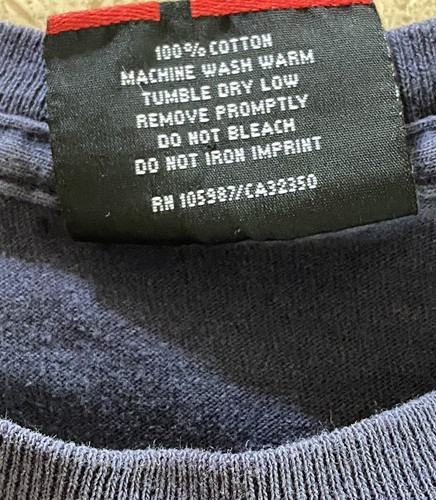 100% COTTON
MACHINE WASH WARM
TUMBLE DRY LOW
REMOVE PROMPTLY
DO NOT BLEACH
DO NOT IRON IMPRINT
RN 105987/CA32350